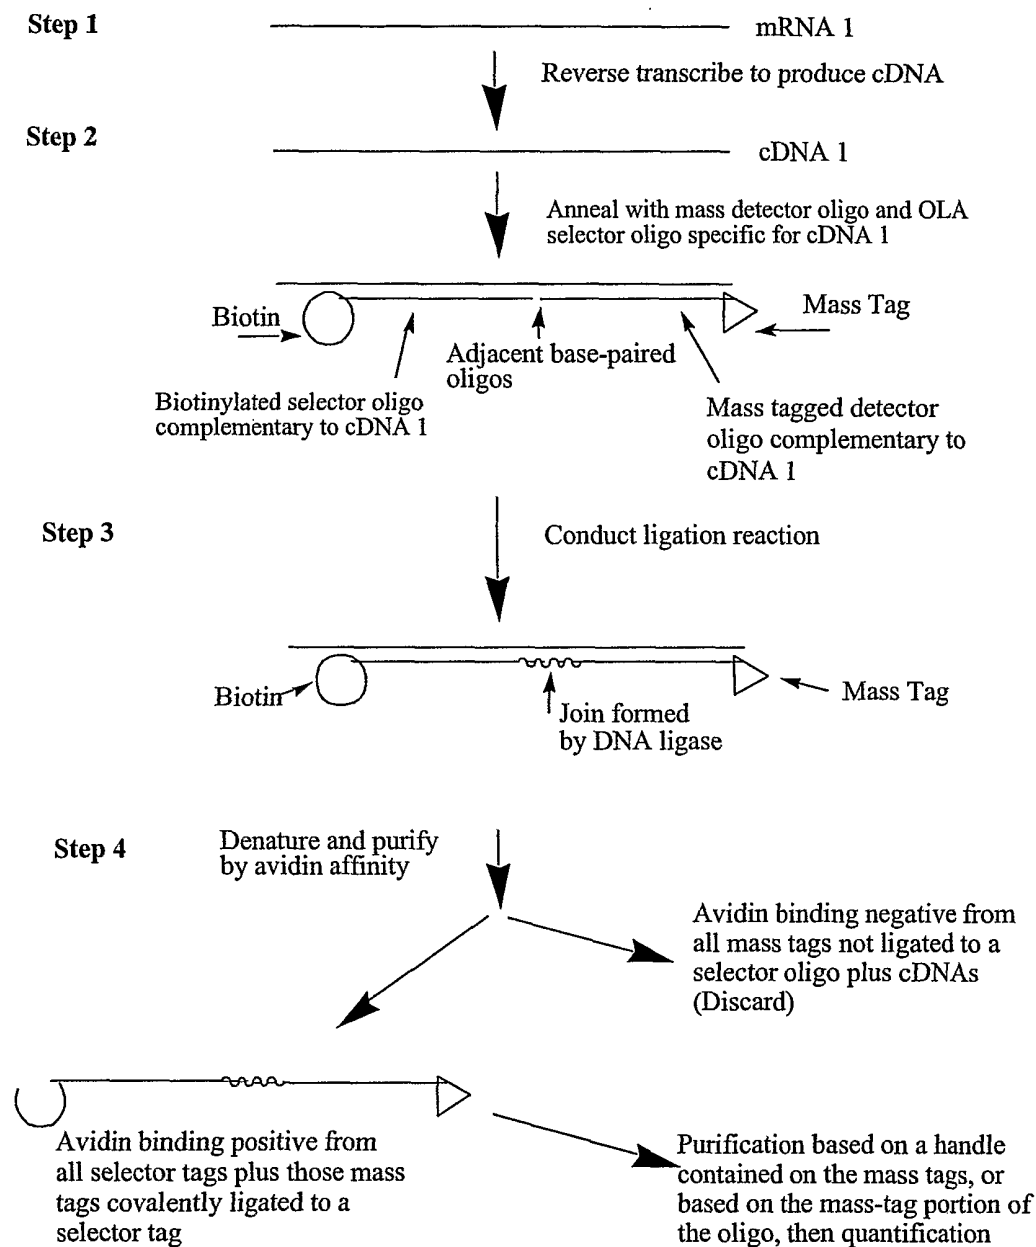 Step 1
mRNA 1
Reverse transcribe to produce cDNA
Step 2
cDNA 1
Anneal with mass detector oligo and OLA
selector oligo specific for cDNA 1
Biotin
Mass Tag
Adjacent base-paired
oligos
Biotinylated selector oligo
complementary to cDNA 1
Mass tagged detector
oligo complementary to
cDNA 1
Step 3
Conduct ligation reaction
Biotin
Mass Tag
Join formed
by DNA ligase
Step 4
Denature and purify
by avidin affinity
Avidin binding negative from
all mass tags not ligated to a
selector oligo plus cDNAs
(Discard)
Avidin binding positive from
all selector tags plus those mass
tags covalently ligated to a
selector tag
Purification based on a handle
contained on the mass tags, or
based on the mass-tag portion of
the oligo, then quantification